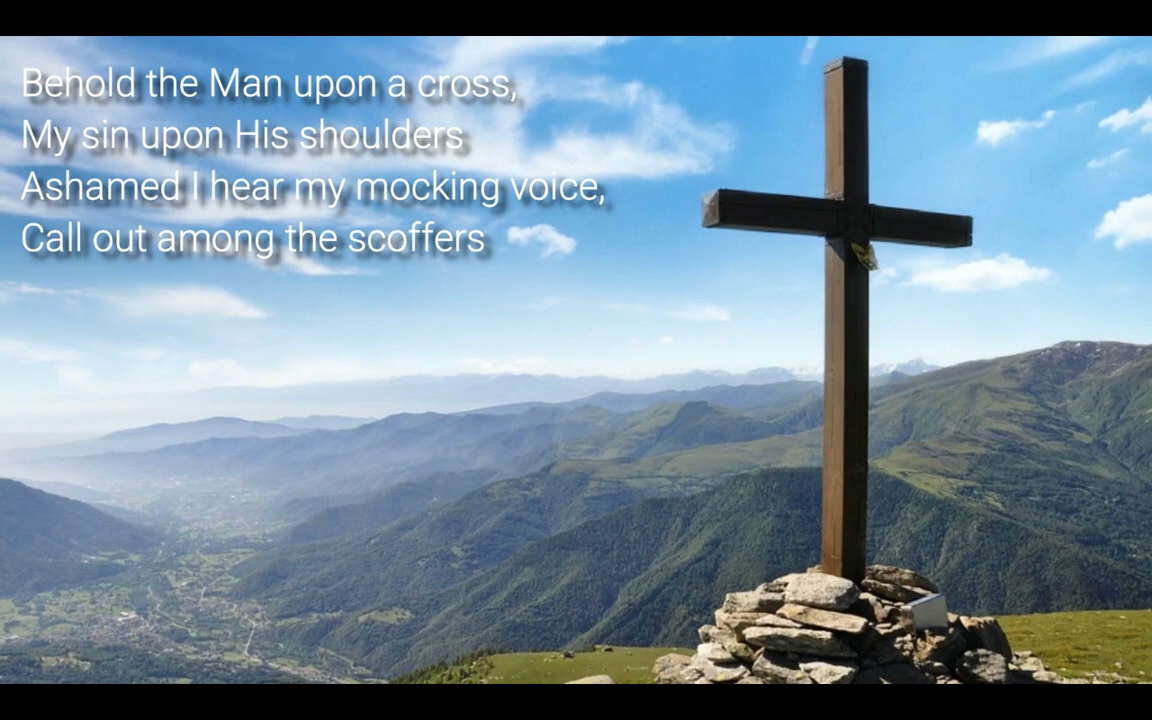 Behold the Man upon a cross,
My sin upon His shoulders
Ashamed I hear my mocking voice,
Call out among the scoffers